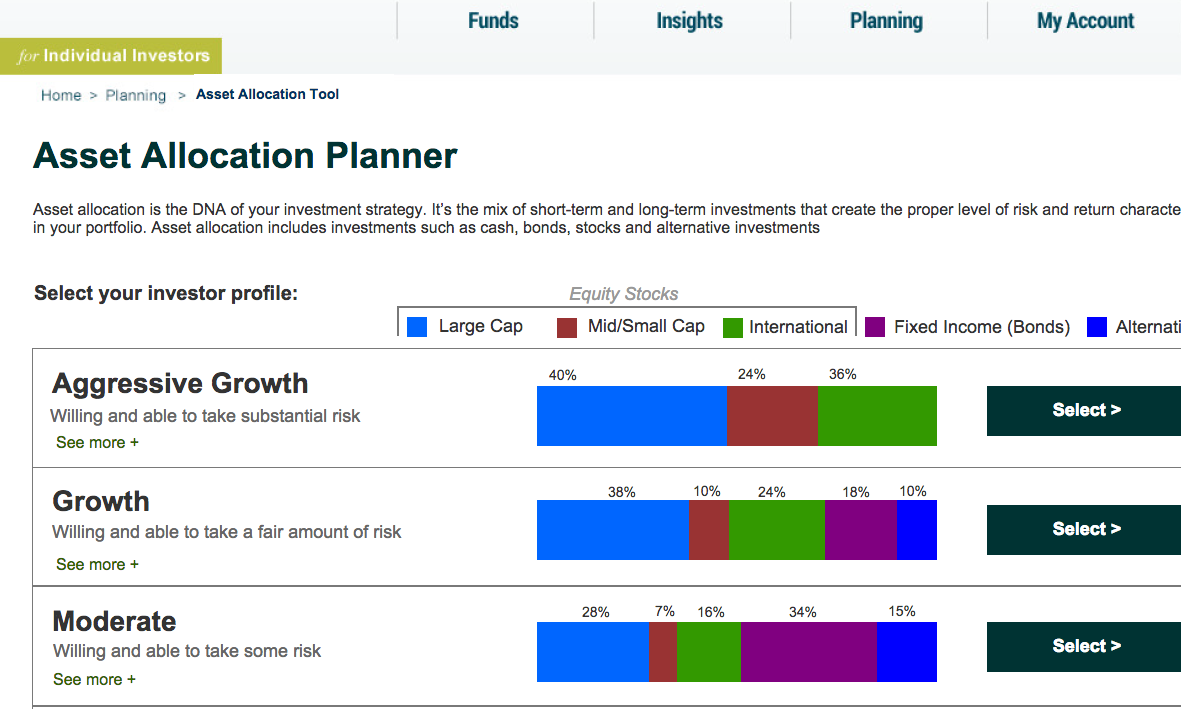 Funds
Insights
Planning
My Account
for Individual Investors
Home > Planning > Asset Allocation Tool
Asset Allocation Planner
Asset allocation is the DNA of your investment strategy. It's the mix of short-term and long-term investments that create the proper level of risk and return characte
in your portfolio. Asset allocation includes investments such as cash, bonds, stocks and alternative investments
Select your investor profile:
Equity Stocks
Large Cap
Mid/Small Cap
International
Fixed Income (Bonds)
Alternati
Aggressive Growth
Willing and able to take substantial risk
See more +
40% 24% 36%
Select >
Growth
Willing and able to take a fair amount of risk
See more +
38% 10% 24% 18% 10%
Select >
Moderate
Willing and able to take some risk
See more +
28% 7% 16% 34% 15%
Select >